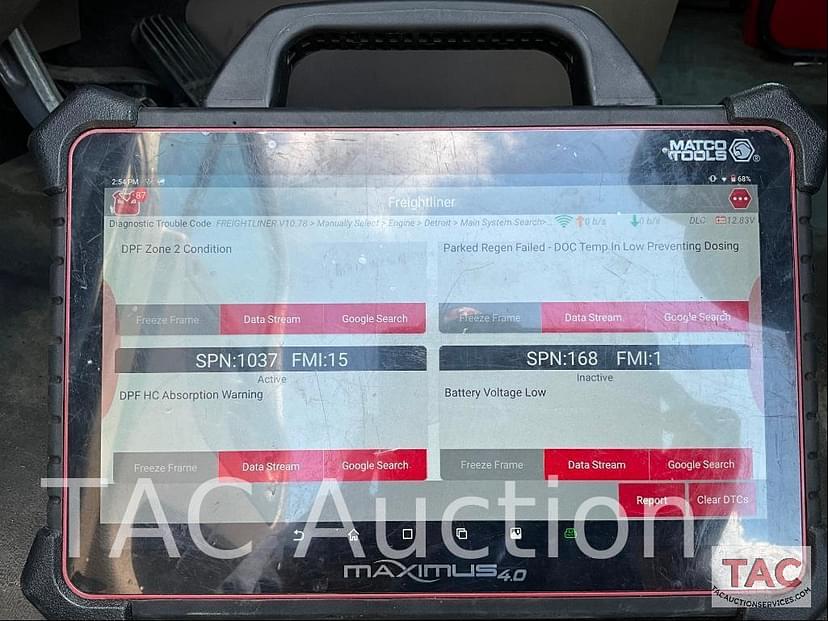 MATCO
TOOLS
2:54 PM
68%
87
Freightliner
Diagnostic Trouble Code FREIGHTLINER V10.78 > Manually Select > Engine > Detroit > Main System Search>... 0 b/s 0 b/s DLC 12.83V
DPF Zone 2 Condition
Parked Regen Failed - DOC Temp In Low Preventing Dosing
Freeze Frame Data Stream Google Search
Freeze Frame Data Stream Google Search
SPN:1037 FMI:15
SPN:168 FMI:1
Active
Inactive
DPF HC Absorption Warning
Battery Voltage Low
Freeze Frame Data Stream Google Search
Freeze Frame Data Stream Google Search
Report Clear DTCs
TAC Auction
MAXIMUS 4.0
TAC
TACAUCTIONSERVICES.COM